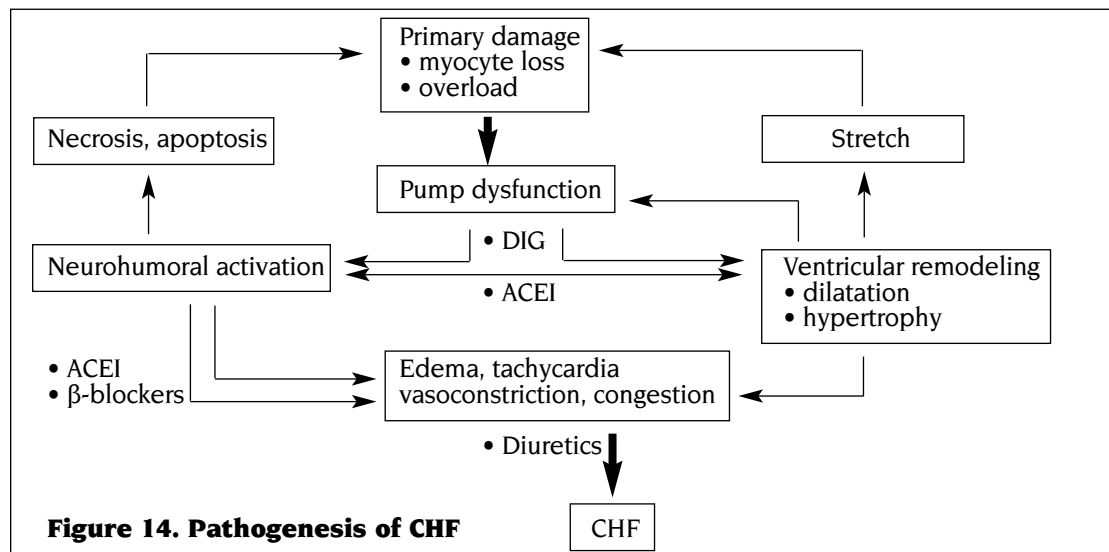 Primary damage
• myocyte loss
• overload
Necrosis, apoptosis
Stretch
Pump dysfunction
• DIG
Neurohumoral activation
• ACEI
Ventricular remodeling
• dilatation
• hypertrophy
• ACEI
• β-blockers
Edema, tachycardia
vasoconstriction, congestion
• Diuretics
CHF
Figure 14. Pathogenesis of CHF